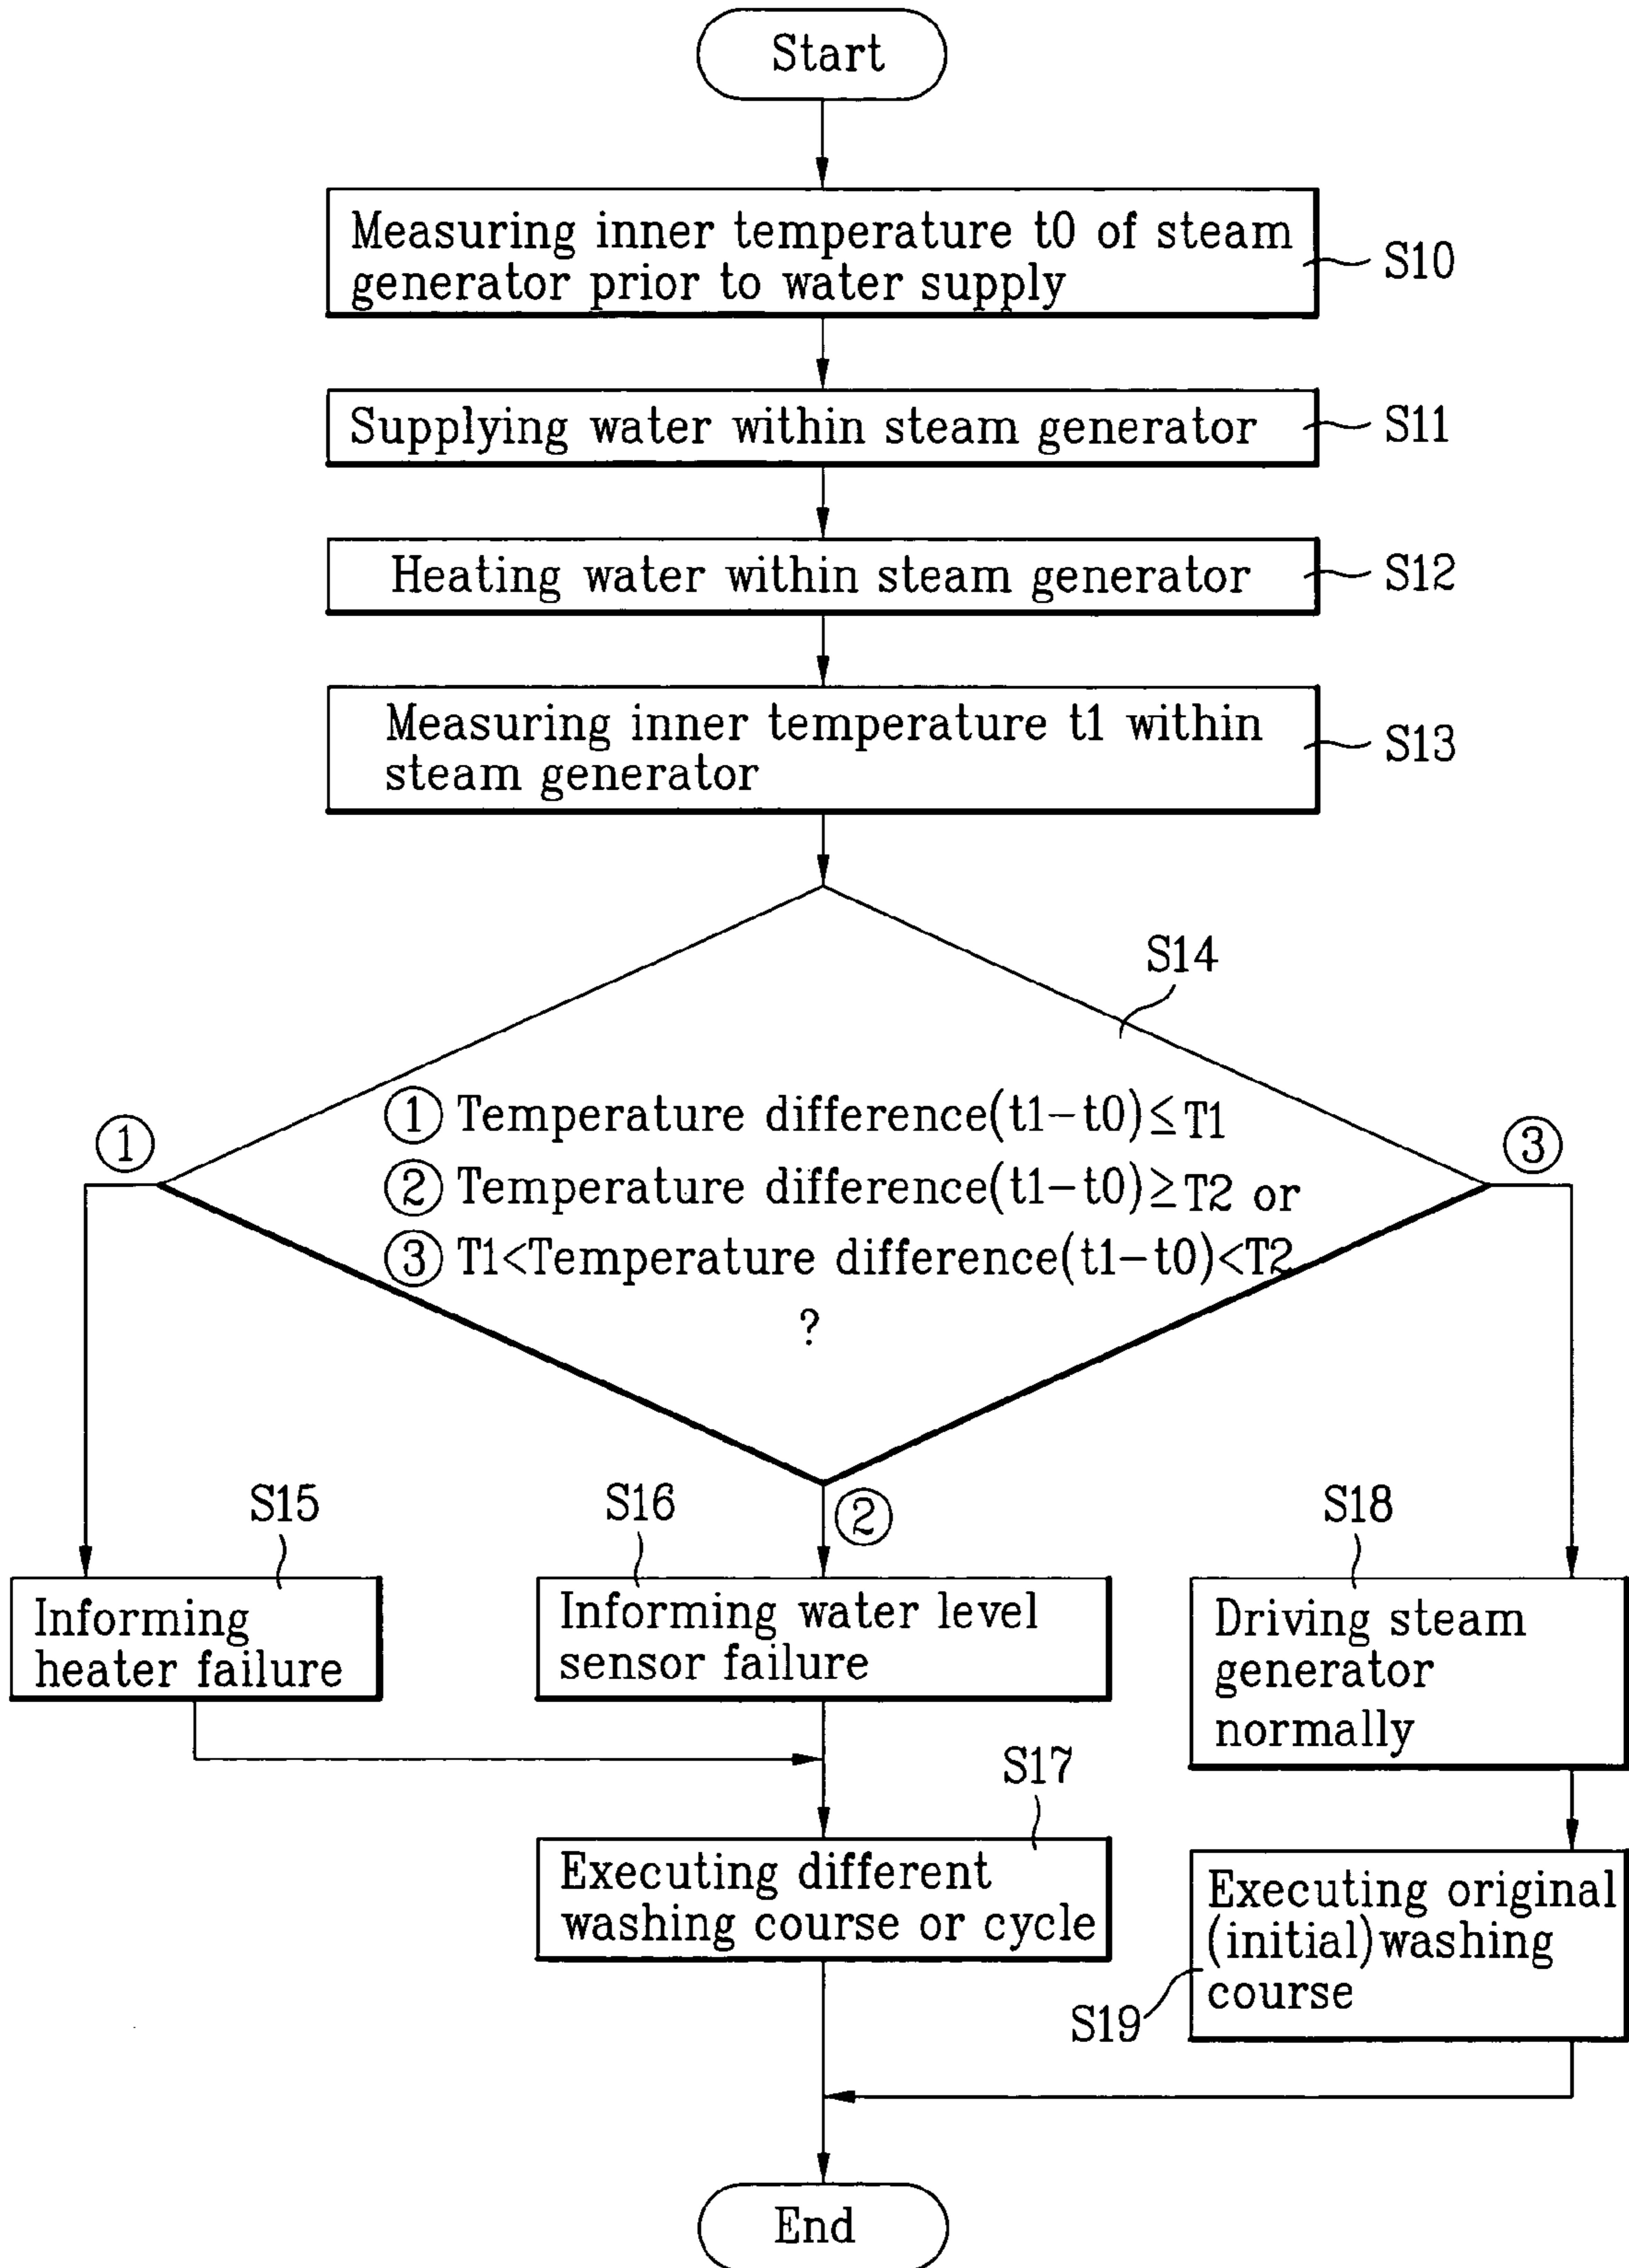 Start
Measuring inner temperature t0 of steam
generator prior to water supply
S10
Supplying water within steam generator
S11
Heating water within steam generator
S12
Measuring inner temperature t1 within
steam generator
S13
S14
① Temperature difference(t1-t0)≤T1
② Temperature difference(t1-t0)≥T2 or
③ T1<Temperature difference(t1-t0)<T2
?
①
③
②
S15
Informing
heater failure
S16
Informing water level
sensor failure
S18
Driving steam
generator
normally
S17
Executing different
washing course or cycle
Executing original
(initial)washing
course
S19
End